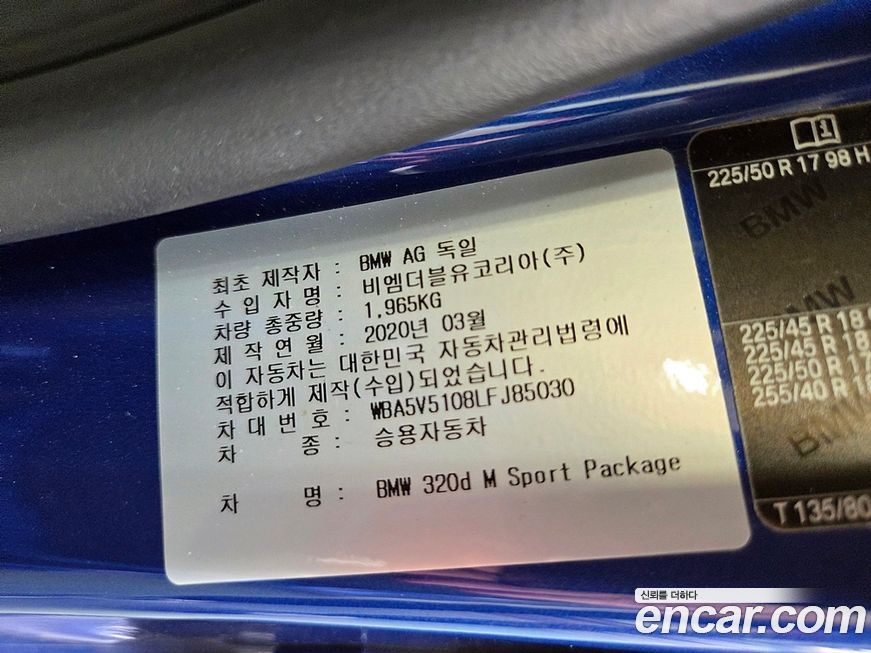 최초 제작자 : BMW AG 독일
수 입 자 명 : 비엠더블유코리아(주)
차량 총중량 : 1,965KG
제 작 연 월 : 2020년 03월
이 자동차는 대한민국 자동차관리법령에
적합하게 제작(수입)되었습니다.
차 대 번 호 : WBA5V5108LFJ85030
차 종 : 승용자동차
차 명 : BMW 320d M Sport Package
225/50 R 17 98 H
BMW
225/45 R 18
225/45 R 18
225/50 R 17
255/40 R 18
BMW
T 135/80
신뢰를 더하다
encar.com